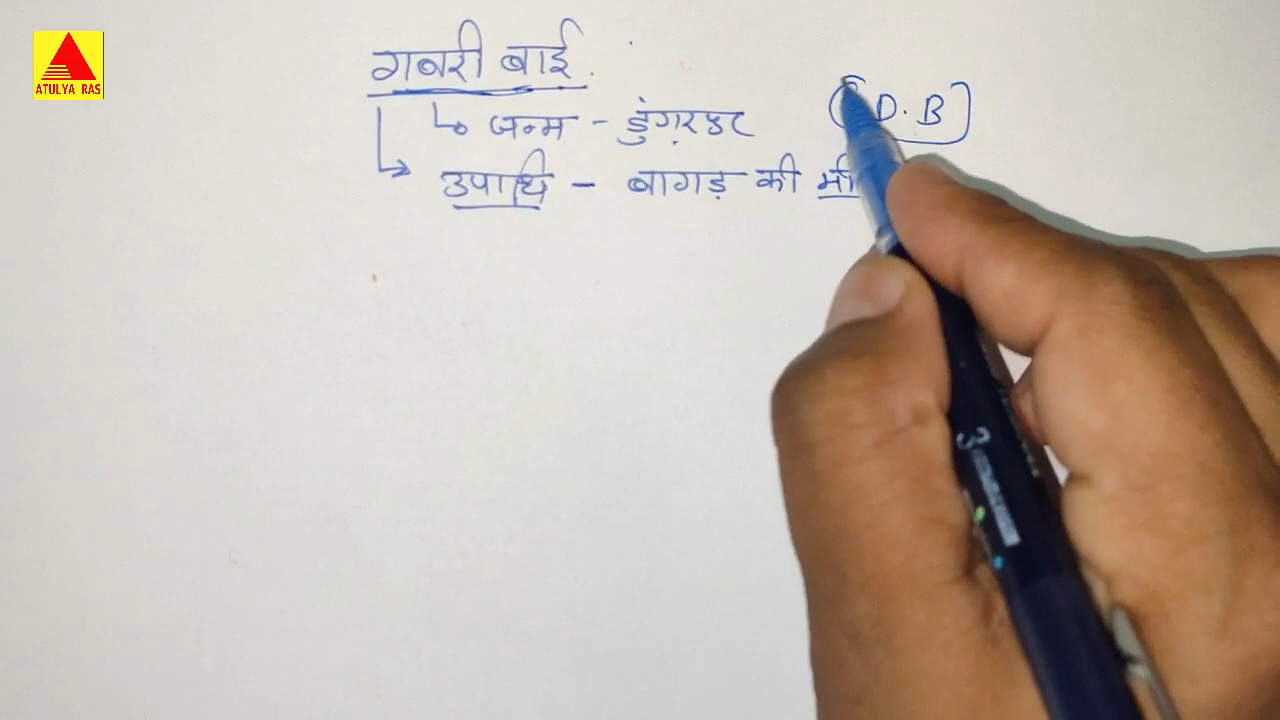 ATULYA RAS
गवरी बाई.
जन्म - डुंगरपुर [D.B]
उपाधि - बागड़ की मी